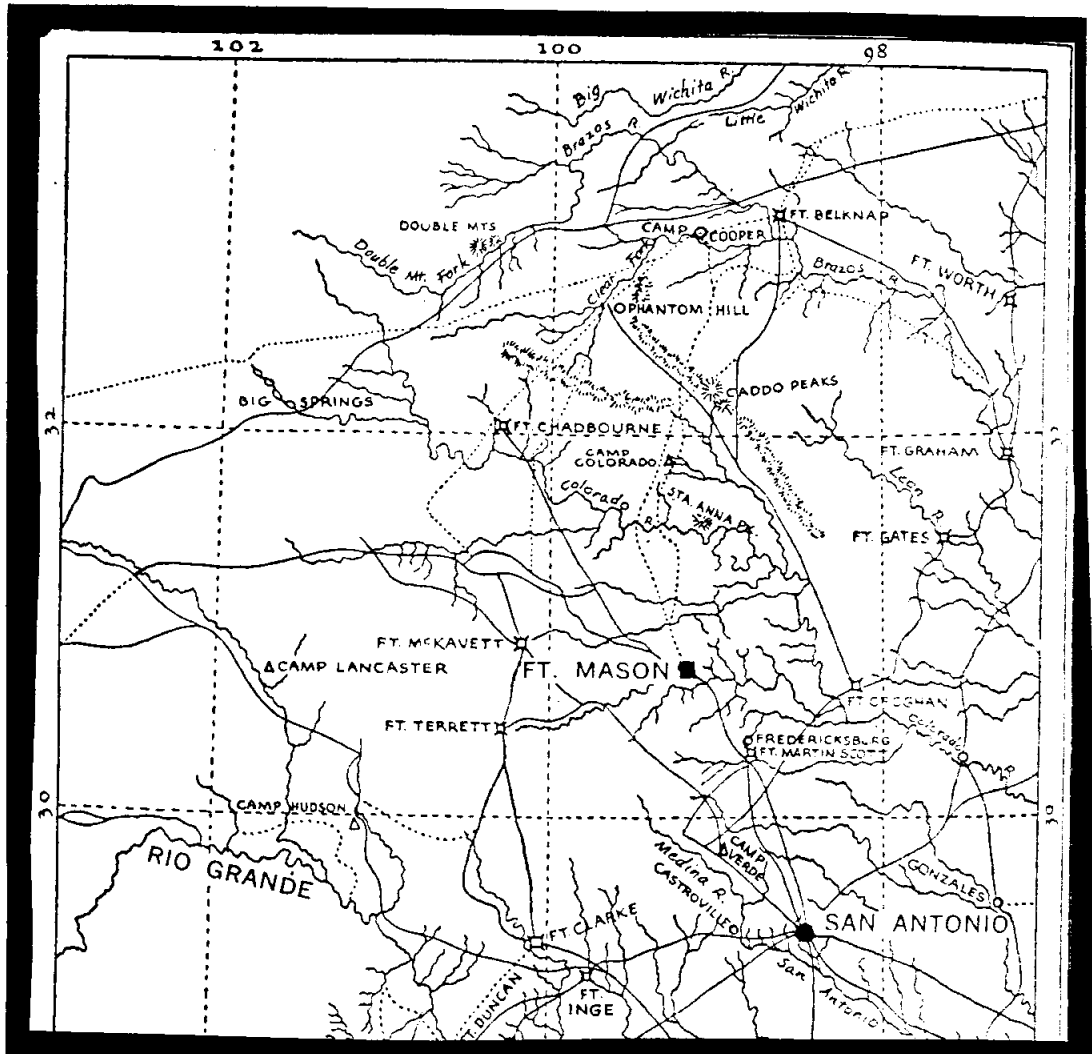 102
100
98
Big Wichita R.
Little Wichita R.
Brazos R.
DOUBLE MTS
FT. BELKNAP
CAMP COOPER
Double Mt. Fork
Clear Fork
Brazos R.
FT. WORTH
PHANTOM HILL
CADDO PEAKS
BIG SPRINGS
32
FT. CHADBOURNE
32
CAMP COLORADO
FT. GRAHAM
Leon R.
Colorado R.
STA. ANNA PK.
FT. GATES
FT. MCKAVETT
FT. MASON
CAMP LANCASTER
FT. CROGHAN
FT. TERRETT
FREDERICKSBURG
FT. MARTIN SCOTT
Colorado R.
30
CAMP HUDSON
30
RIO GRANDE
CAMP VERDE
Medina R.
CASTROVILLE
GONZALES
SAN ANTONIO
FT. CLARKE
San Antonio
FT. INGE
FT. DUNCAN